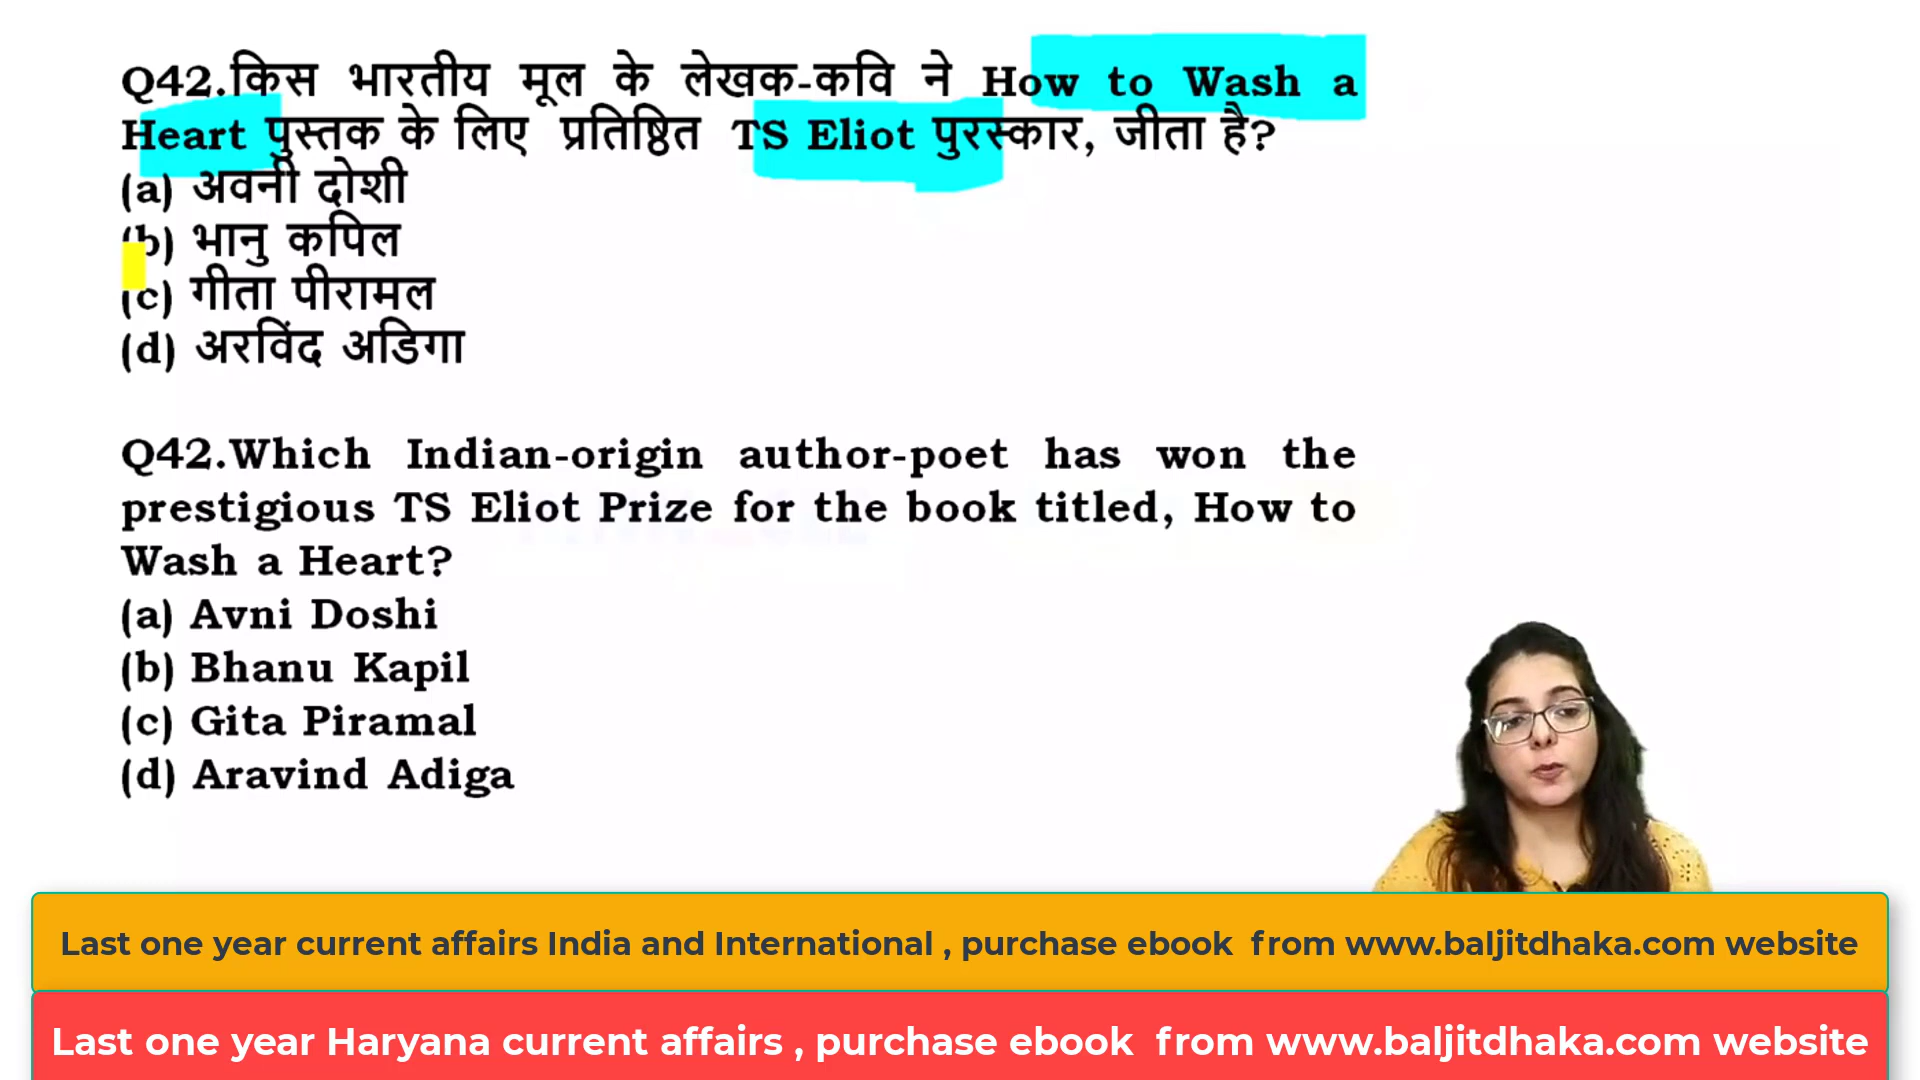 Q42.किस भारतीय मूल के लेखक-कवि ने How to Wash a
Heart पुस्तक के लिए प्रतिष्ठित TS Eliot पुरस्कार, जीता है?
(a) अवनी दोशी
(b) भानु कपिल
(c) गीता पीरामल
(d) अरविंद अडिगा
Q42.Which Indian-origin author-poet has won the
prestigious TS Eliot Prize for the book titled, How to
Wash a Heart?
(a) Avni Doshi
(b) Bhanu Kapil
(c) Gita Piramal
(d) Aravind Adiga
Last one year current affairs India and International , purchase ebook from www.baljitdhaka.com website
Last one year Haryana current affairs , purchase ebook from www.baljitdhaka.com website